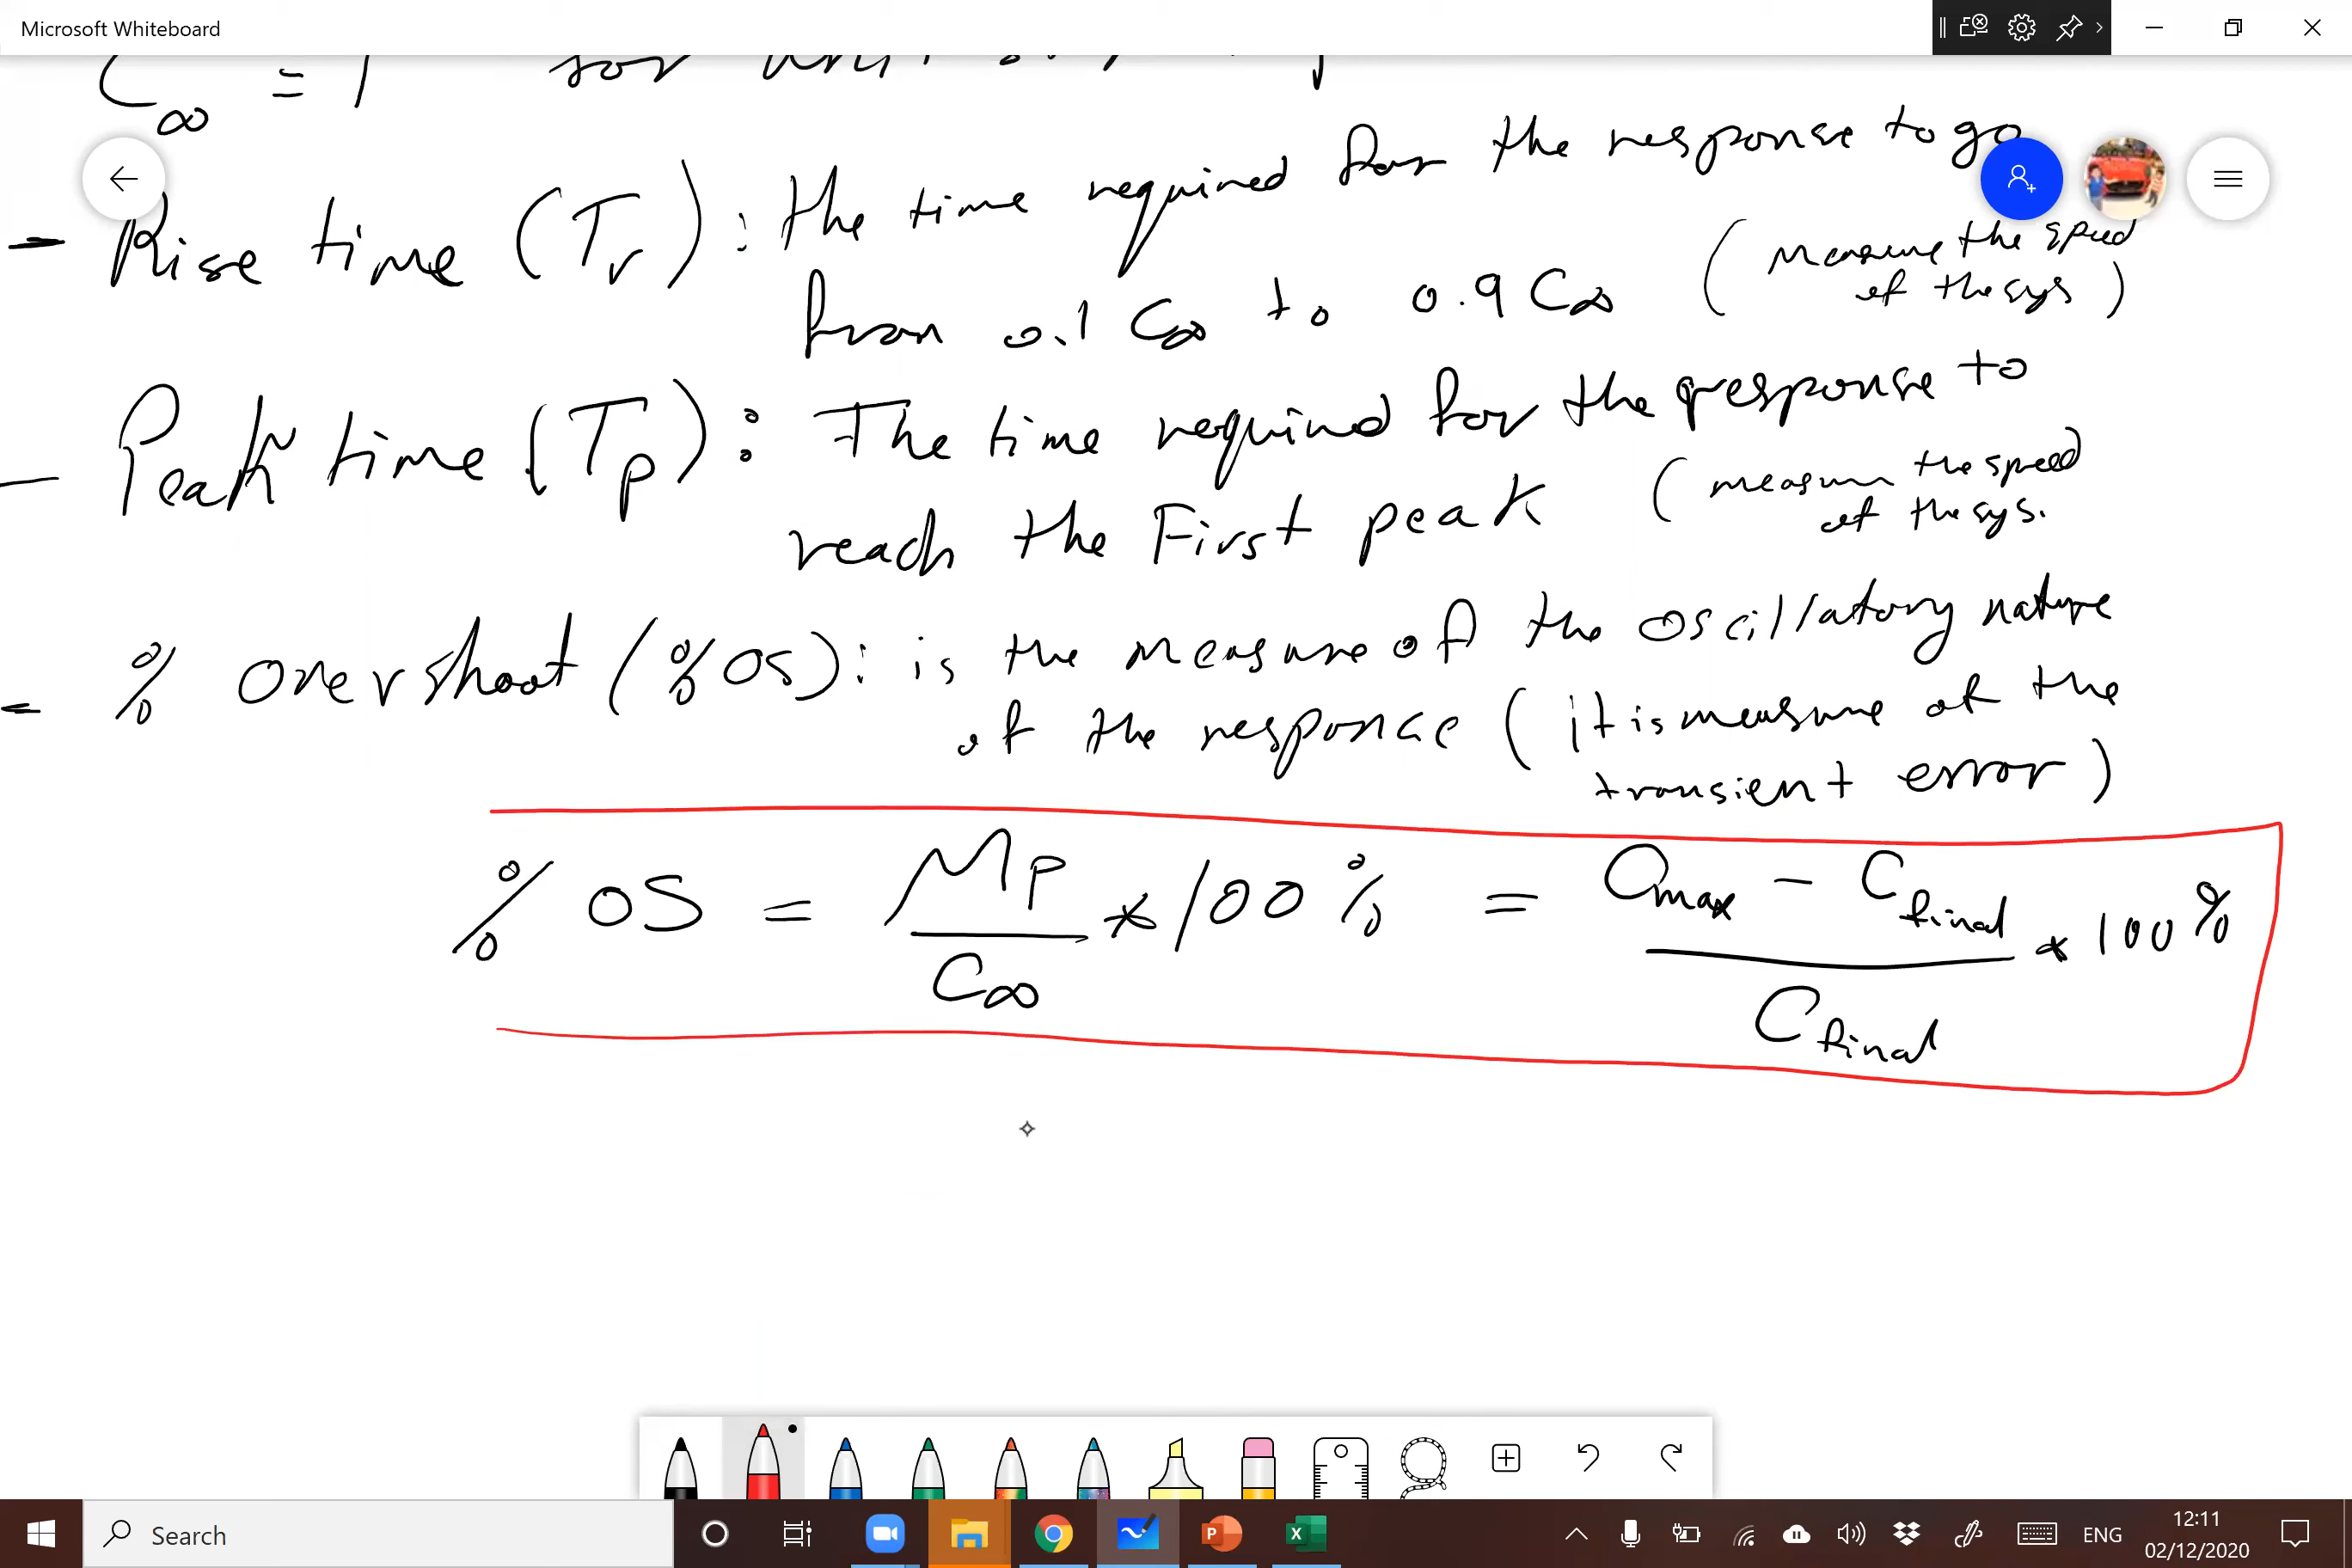 Microsoft Whiteboard
C∞ = 1 for unit
- Rise time (Tr) : the time required for the response to go
from 0.1 C∞ to 0.9 C∞ (measure the speed
of the sys)
- Peak time (Tp) : The time required for the response to
reach the First peak (measure the speed
of the sys.
= % overshoot (% OS) : is the measure of the oscillatory nature
of the response (it is measure of the
transient error)
% OS = Mp / C∞ * 100 % = Cmax - Cfinal / Cfinal * 100 %
Search
ENG
12:11
02/12/2020